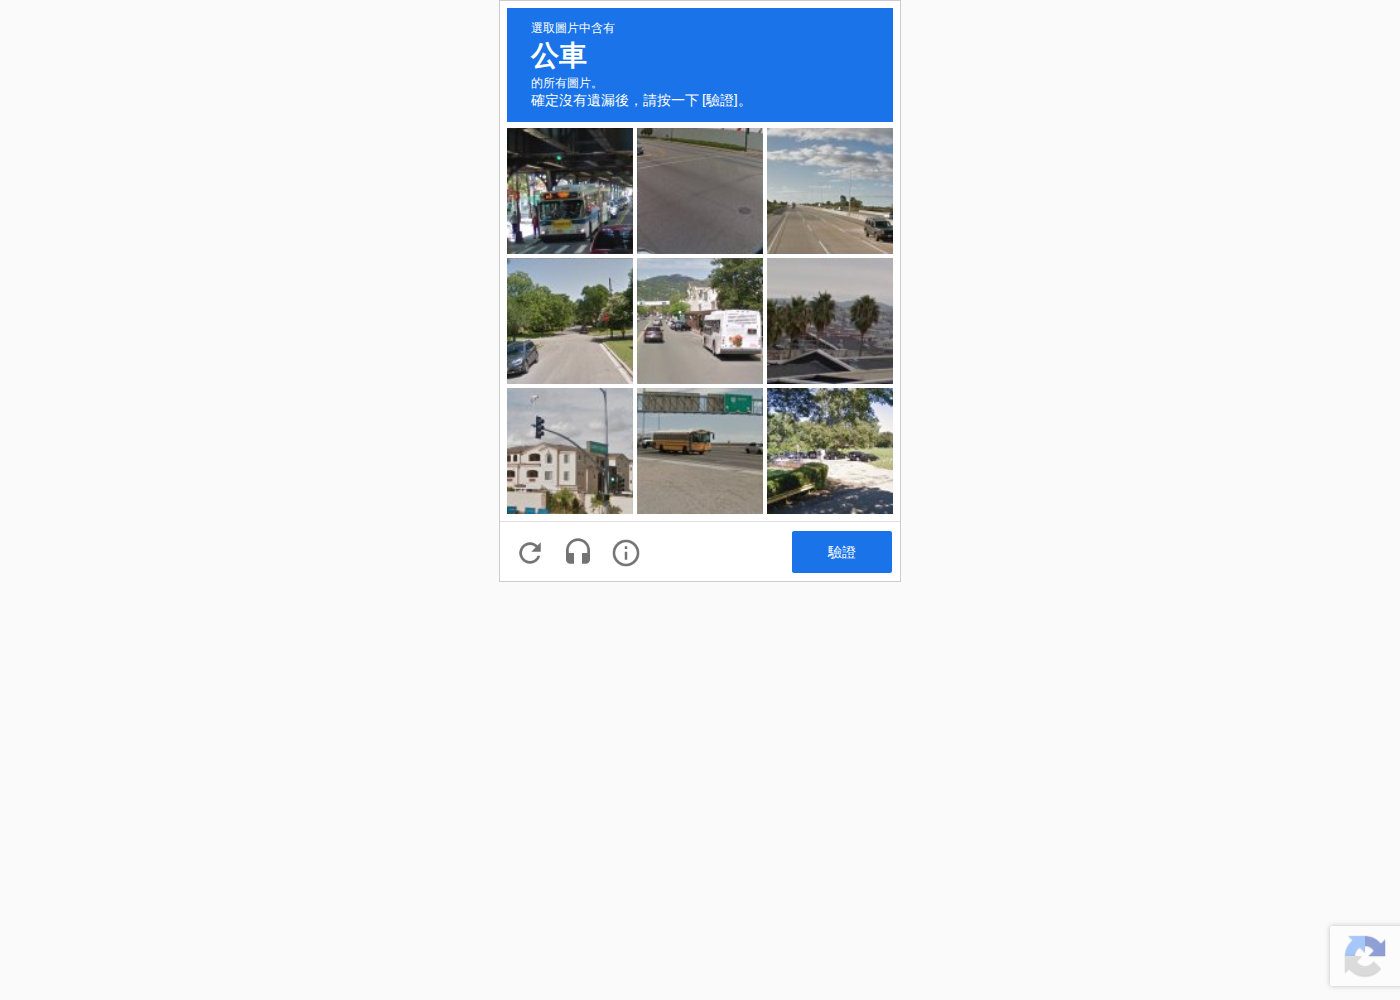 選取圖片中含有
公車
的所有圖片。
確定沒有遺漏後，請按一下 [驗證]。
驗證